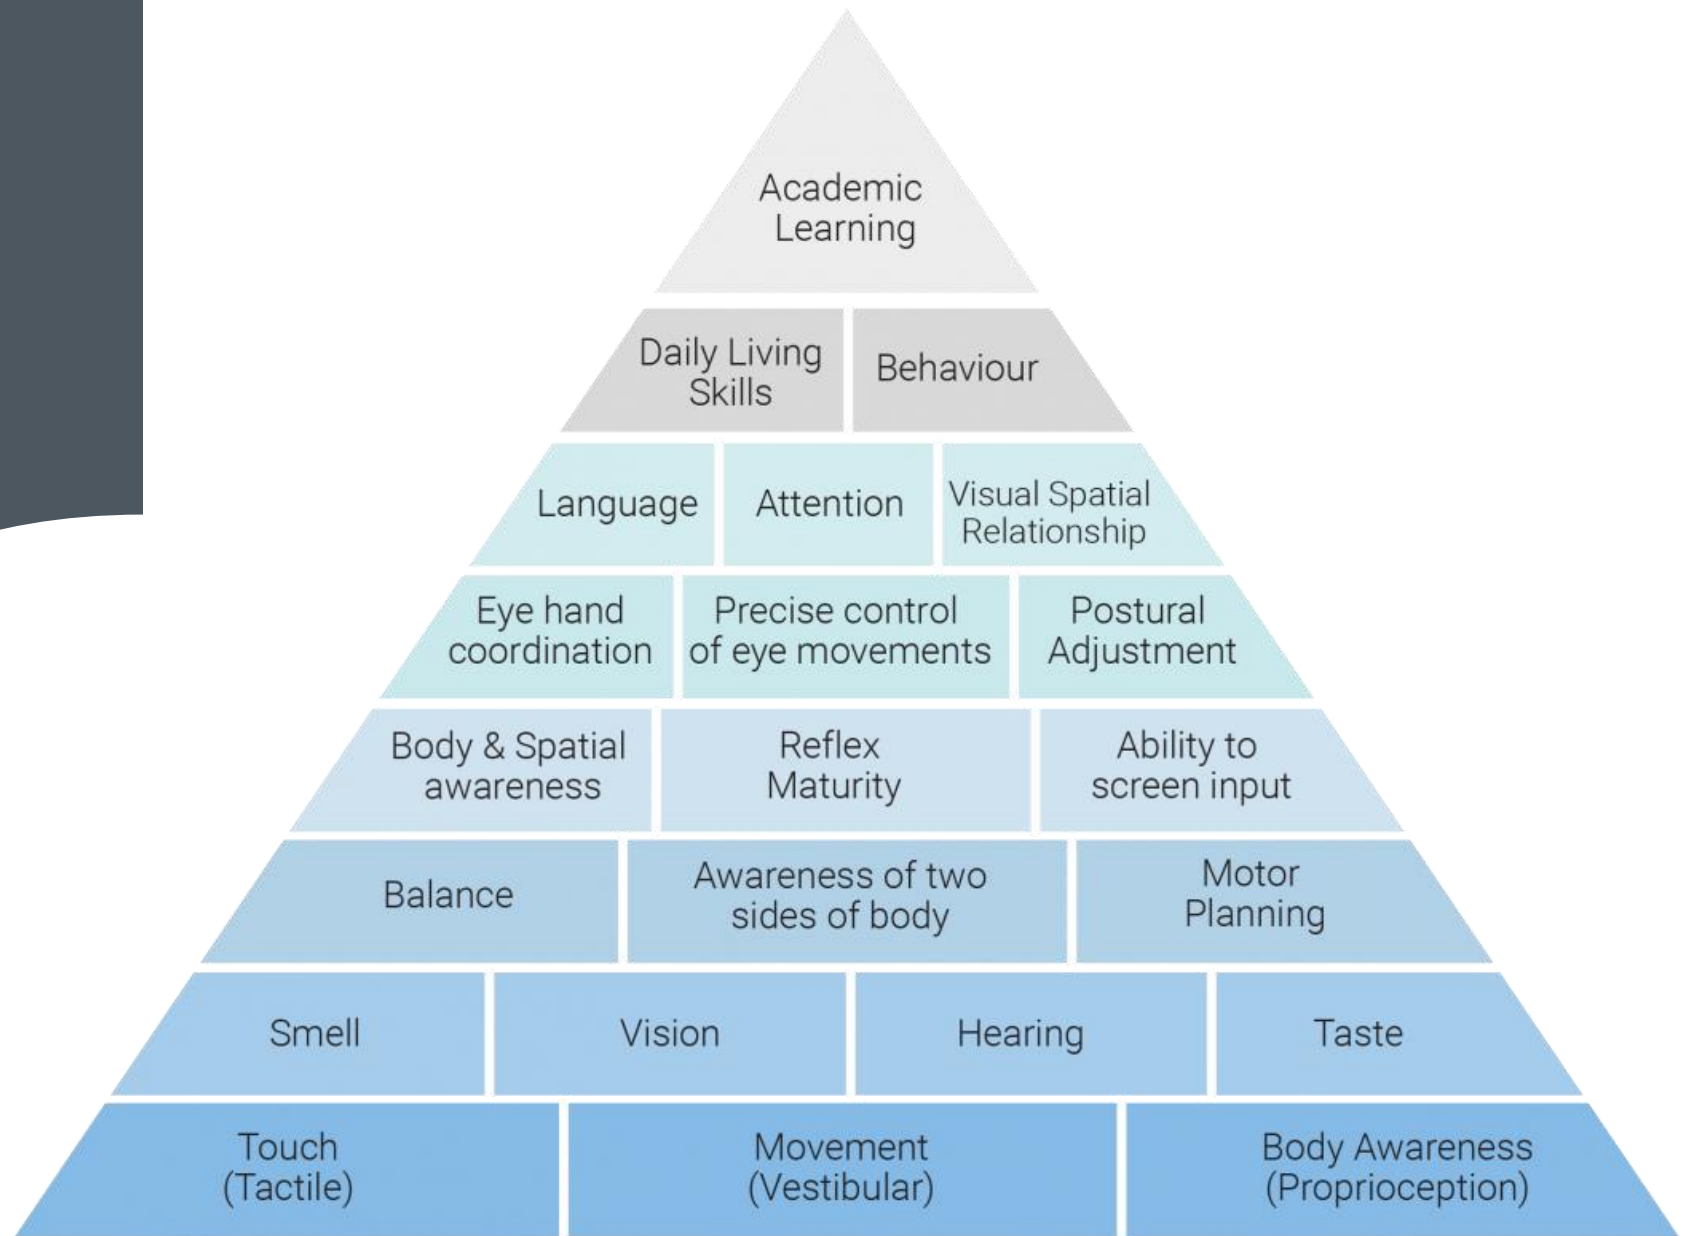 Academic
Learning
Daily Living
Skills
Behaviour
Language
Attention
Visual Spatial
Relationship
Eye hand
coordination
Precise control
of eye movements
Postural
Adjustment
Body & Spatial
awareness
Reflex
Maturity
Ability to
screen input
Balance
Awareness of two
sides of body
Motor
Planning
Smell
Vision
Hearing
Taste
Touch
(Tactile)
Movement
(Vestibular)
Body Awareness
(Proprioception)